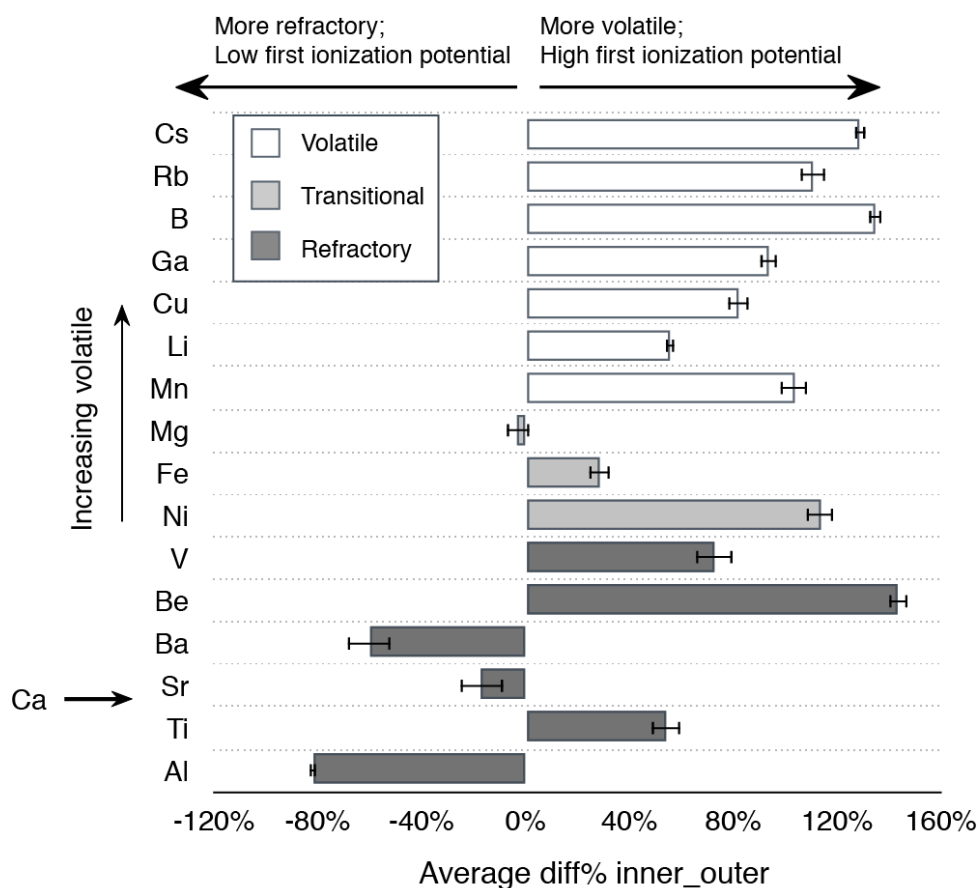 More refractory;
Low first ionization potential
More volatile;
High first ionization potential
Volatile
Transitional
Refractory
Increasing volatile
Cs
Rb
B
Ga
Cu
Li
Mn
Mg
Fe
Ni
V
Be
Ba
Sr
Ca
Ti
Al
-120% -80% -40% 0% 40% 80% 120% 160%
Average diff% inner_outer